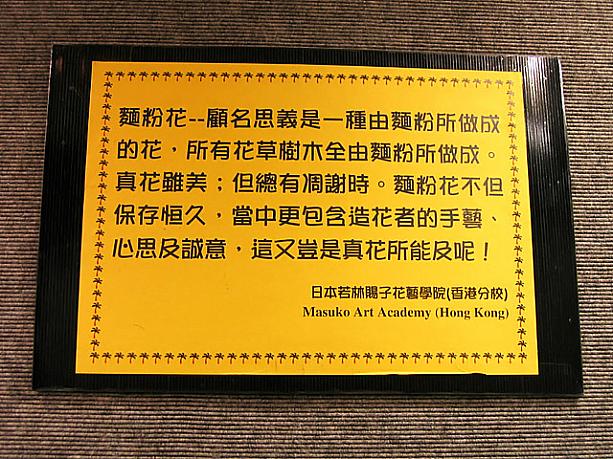 麵粉花--顧名思義是一種由麵粉所做成
的花，所有花草樹木全由麵粉所做成。
真花雖美；但總有凋謝時。麵粉花不但
保存恒久，當中更包含造花者的手藝、
心思及誠意，這又豈是真花所能及呢！
日本若林賜子花藝學院(香港分校)
Masuko Art Academy (Hong Kong)